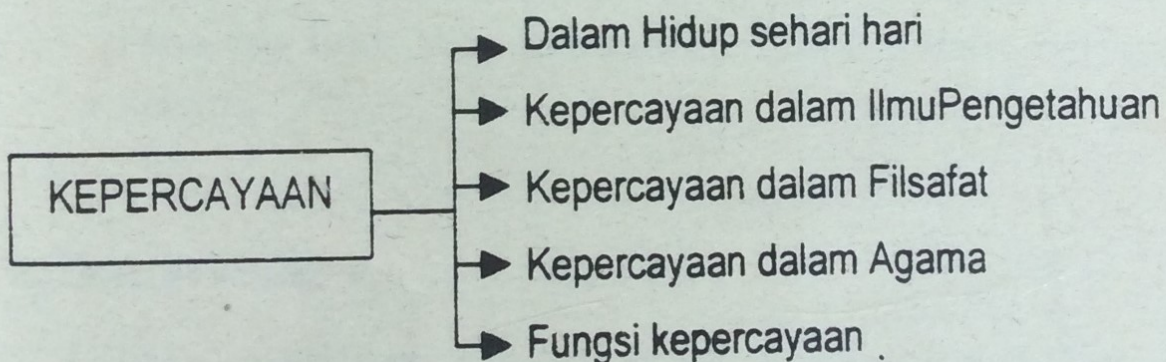 Dalam Hidup sehari hari
Kepercayaan dalam IlmuPengetahuan
KEPERCAYAAN
Kepercayaan dalam Filsafat
Kepercayaan dalam Agama
Fungsi kepercayaan